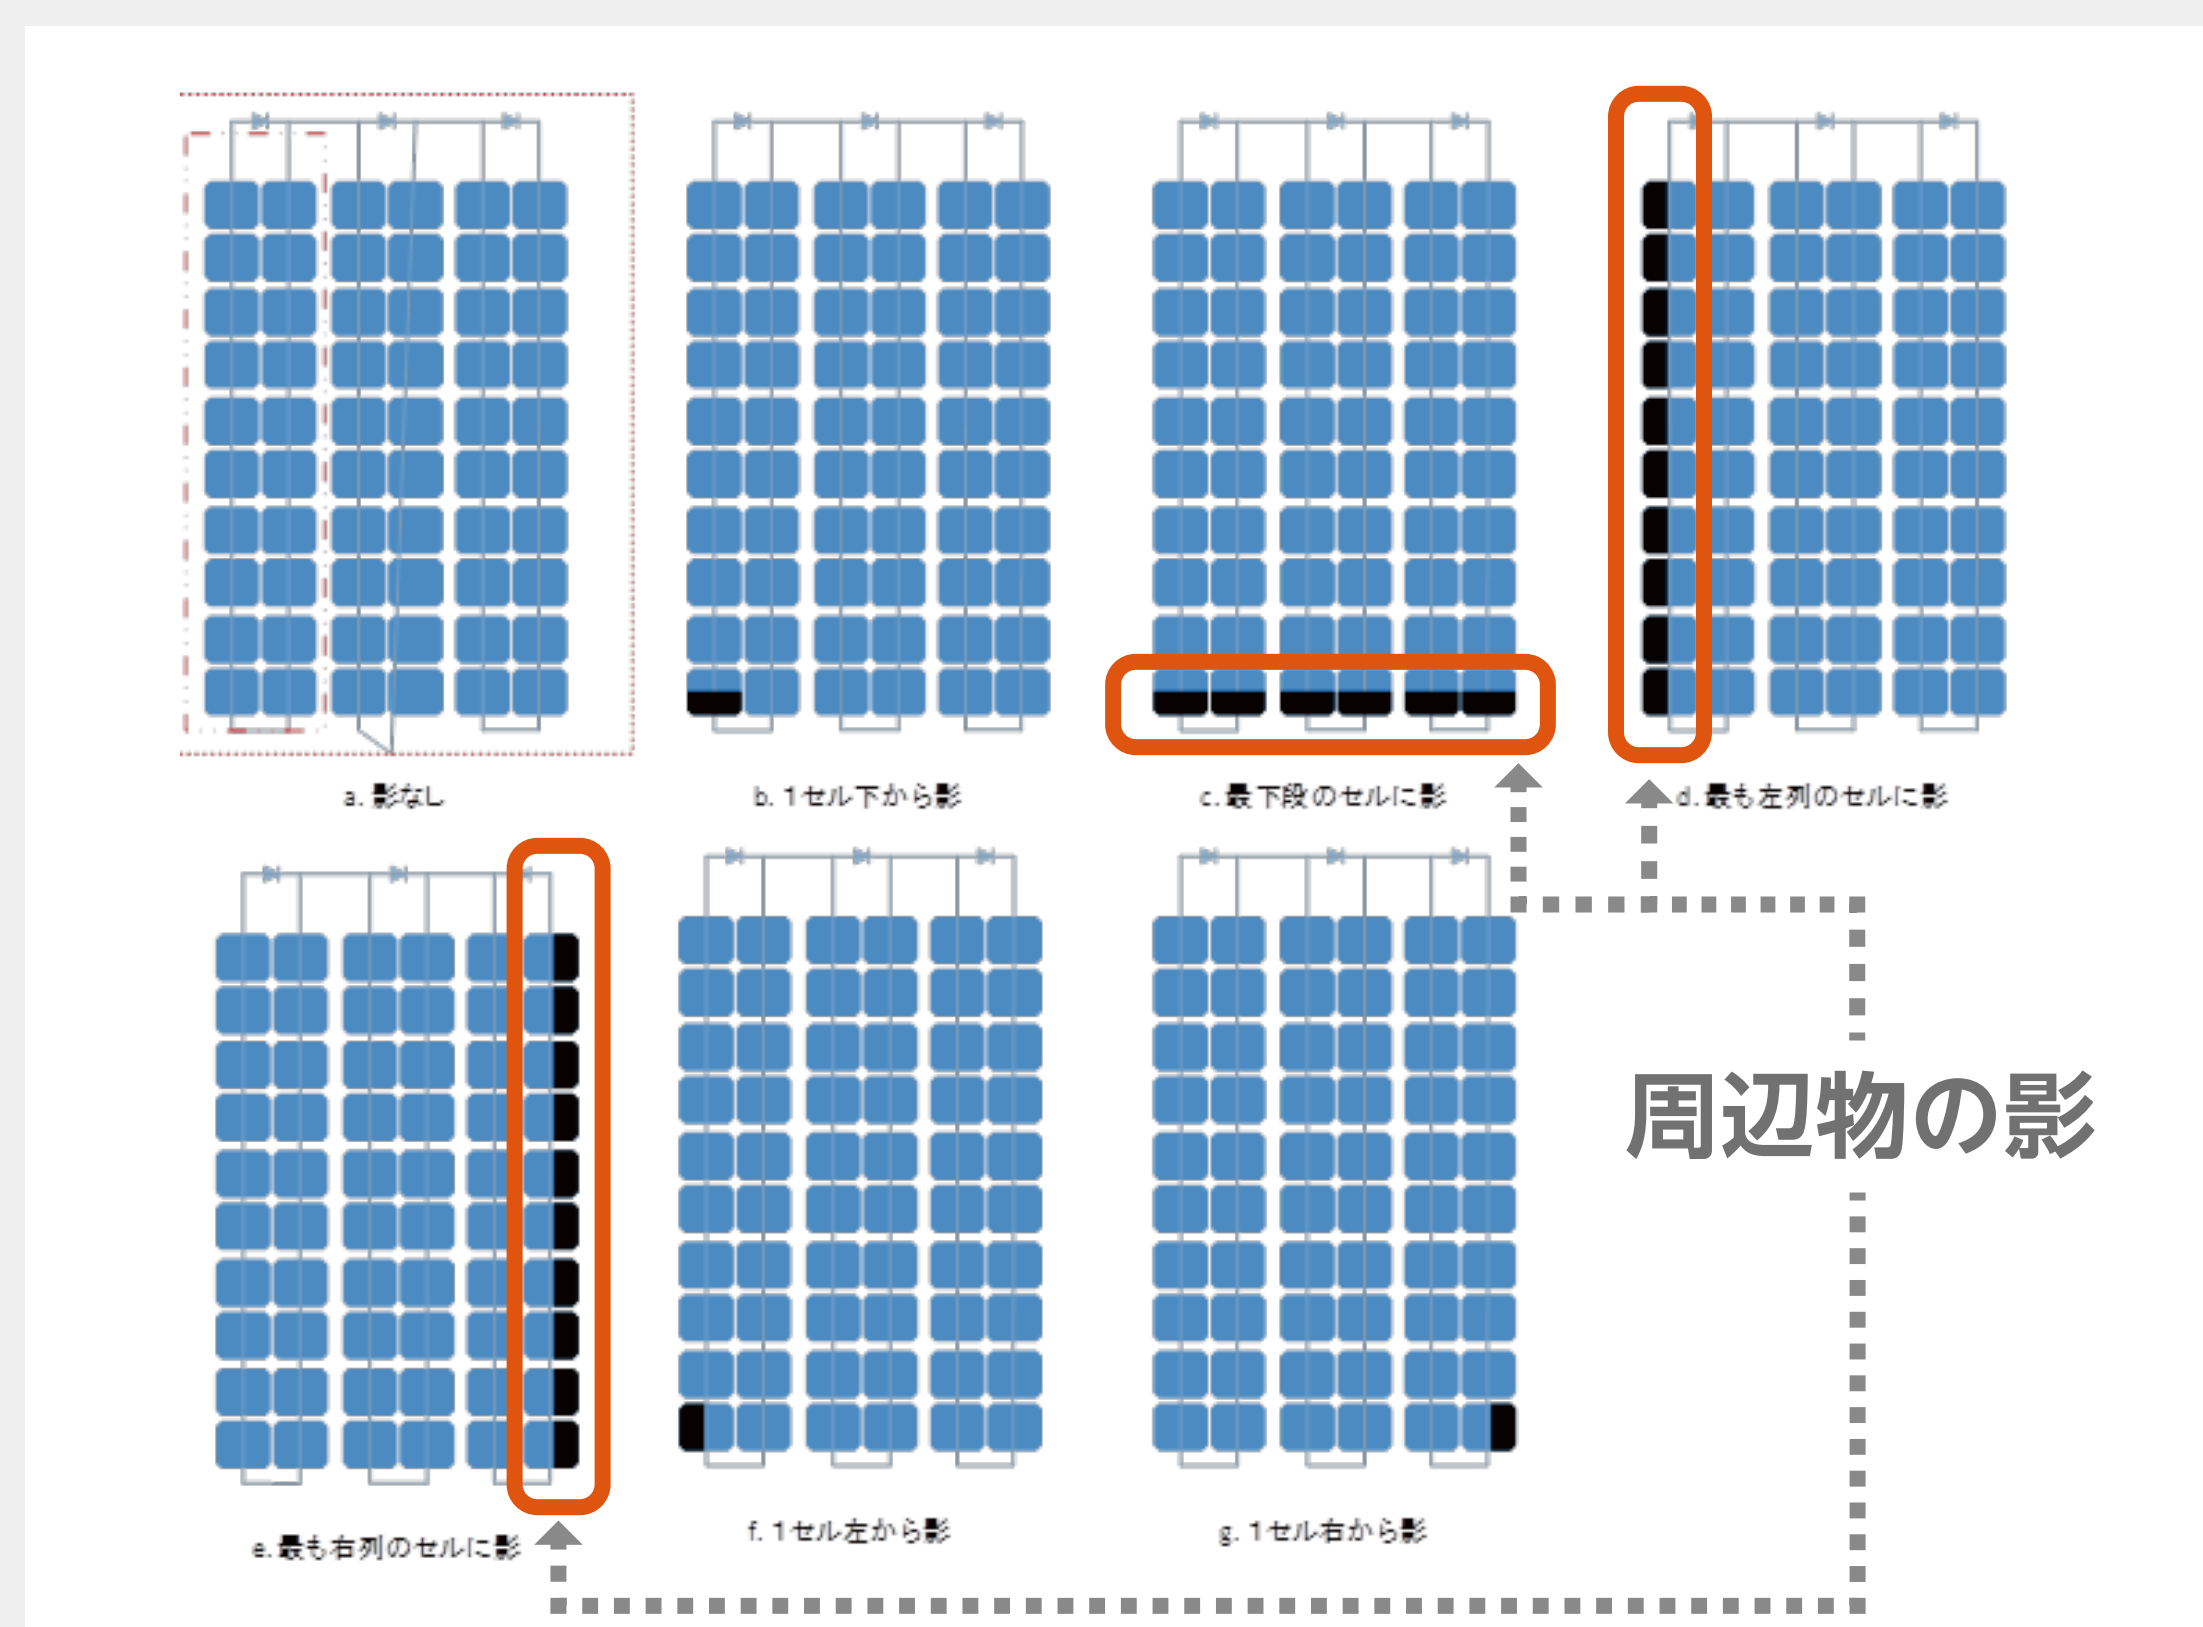 a. 影なし
b. 1セル下から影
c. 最下段のセルに影
d. 最も左列のセルに影
周辺物の影
e. 最も右列のセルに影
f. 1セル左から影
g. 1セル右から影